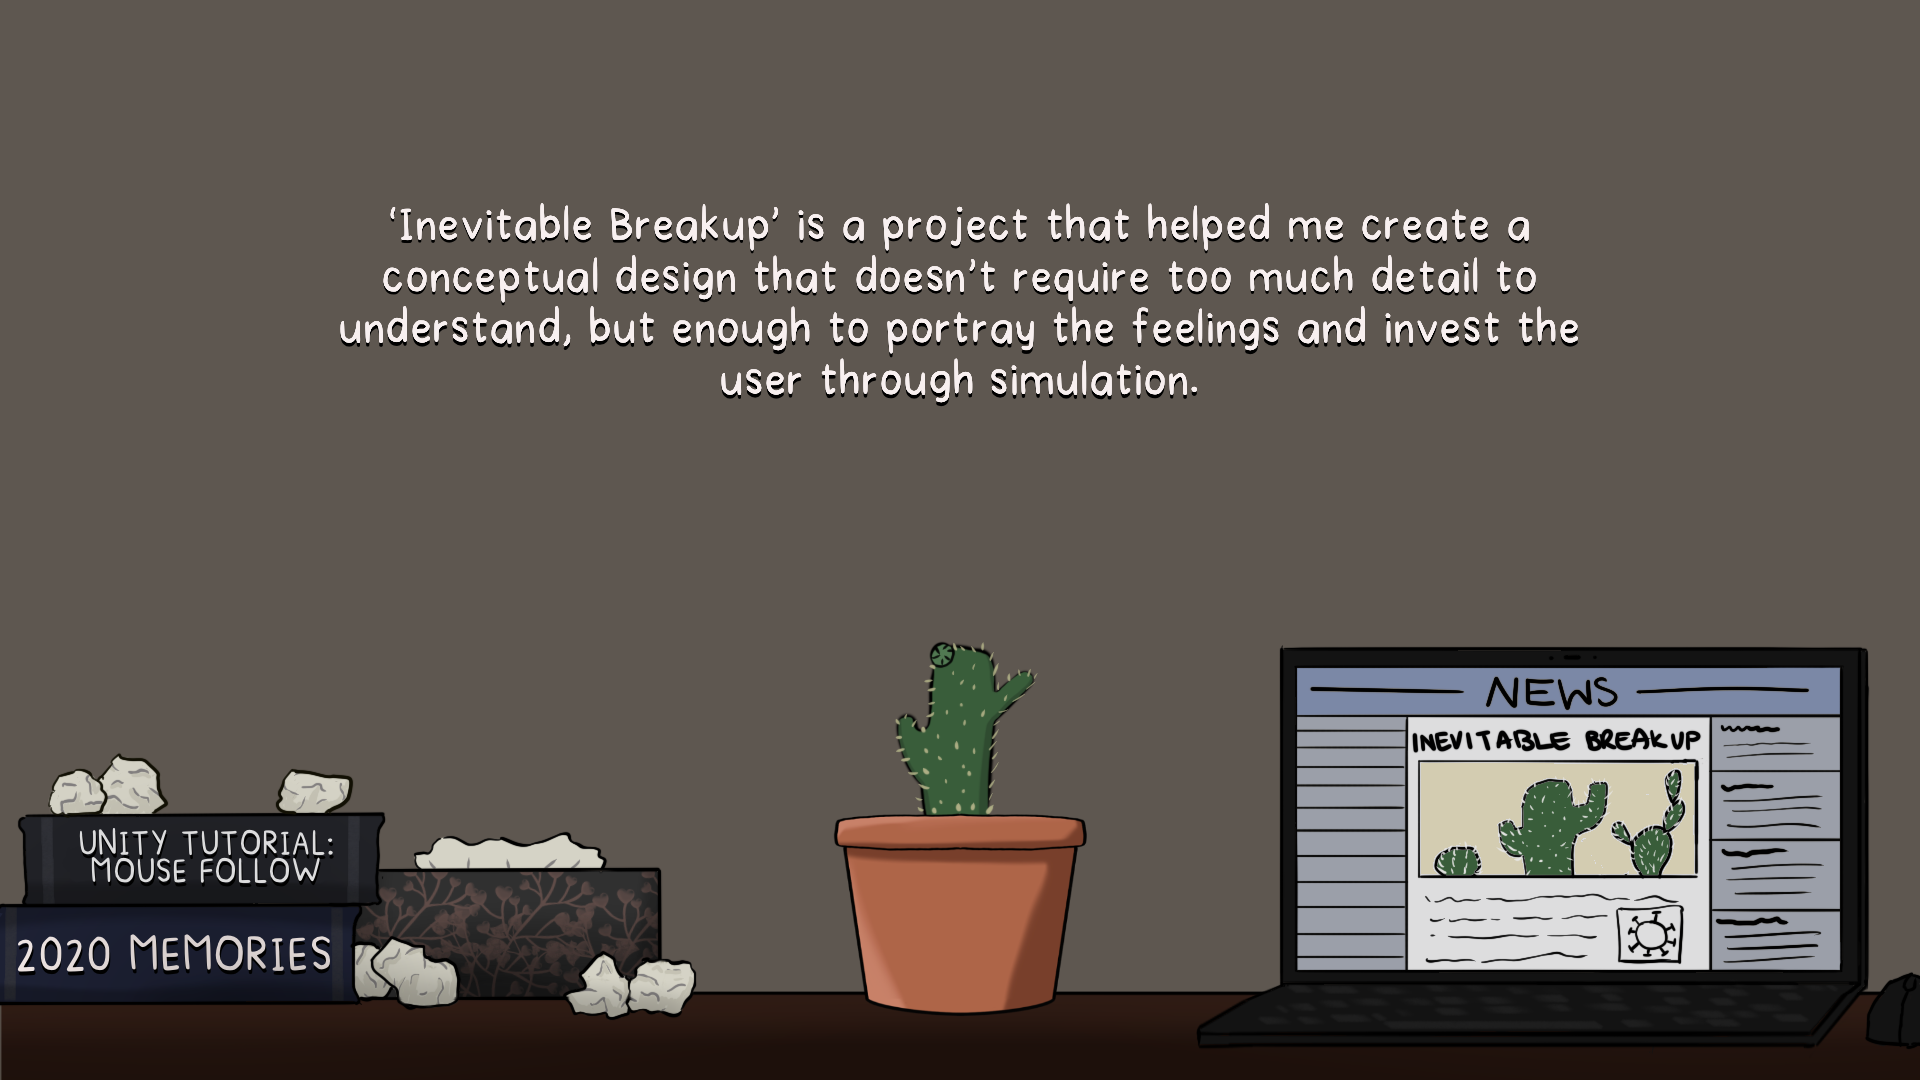 ‘Inevitable Breakup’ is a project that helped me create a
conceptual design that doesn’t require too much detail to
understand, but enough to portray the feelings and invest the
user through simulation.
UNITY TUTORIAL:
MOUSE FOLLOW
2020 MEMORIES
NEWS
INEVITABLE BREAKUP